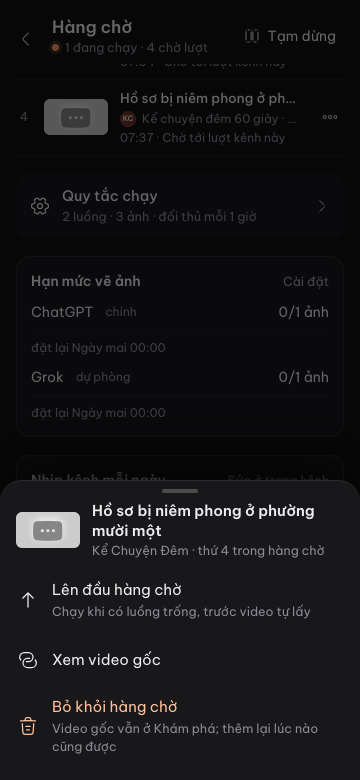 Hàng chờ
1 đang chạy · 4 chờ lượt
Tạm dừng
4
Hồ sơ bị niêm phong ở ph...
KC Kể chuyện đêm 60 giây · ...
07:37 · Chờ tới lượt kênh này
Quy tắc chạy
2 luồng · 3 ảnh · đối thủ mỗi 1 giờ
Hạn mức vẽ ảnh
Cài đặt
ChatGPT chính
0/1 ảnh
đặt lại Ngày mai 00:00
Grok dự phòng
0/1 ảnh
đặt lại Ngày mai 00:00
Nhịp kênh mỗi ngày
Hồ sơ bị niêm phong ở phường
mười một
Kể Chuyện Đêm · thứ 4 trong hàng chờ
Lên đầu hàng chờ
Chạy khi có luồng trống, trước video tự lấy
Xem video gốc
Bỏ khỏi hàng chờ
Video gốc vẫn ở Khám phá; thêm lại lúc nào
cũng được